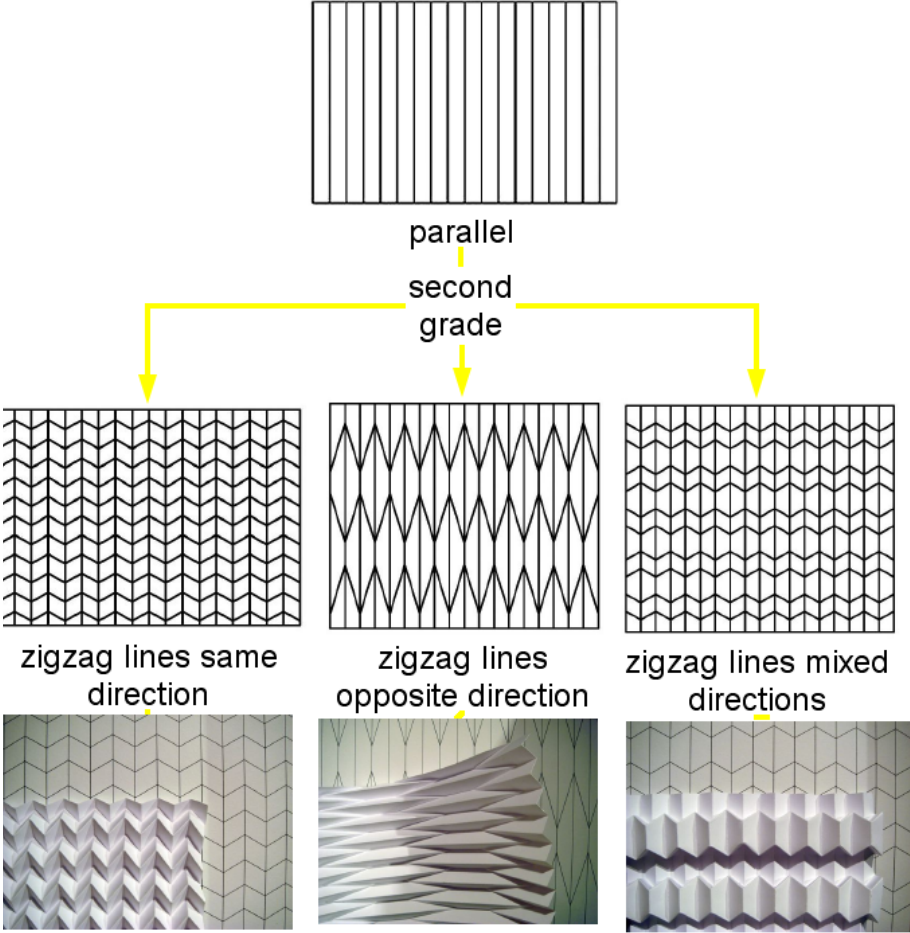 parallel
second
grade
zigzag lines same
direction
zigzag lines
opposite direction
zigzag lines mixed
directions